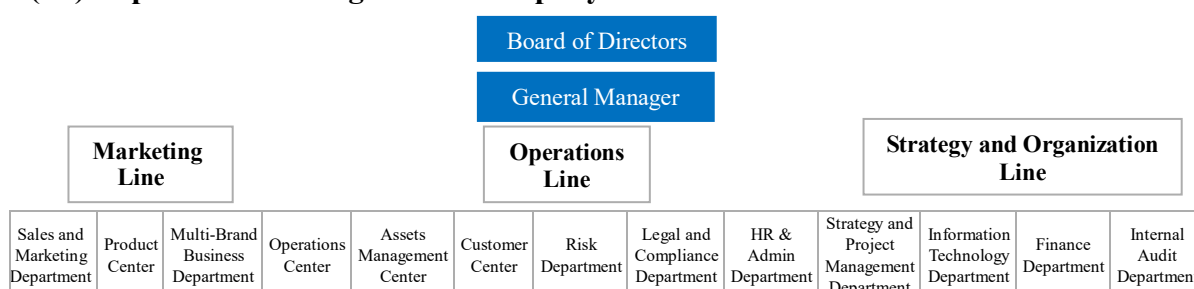 Board of Directors
General Manager
Marketing
Line
Operations
Line
Strategy and Organization
Line
Sales and
Marketing
Department
Product
Center
Multi-Brand
Business
Department
Operations
Center
Assets
Management
Center
Customer
Center
Risk
Department
Legal and
Compliance
Department
HR &
Admin
Department
Strategy and
Project
Management
Department
Information
Technology
Department
Finance
Department
Internal
Audit
Department